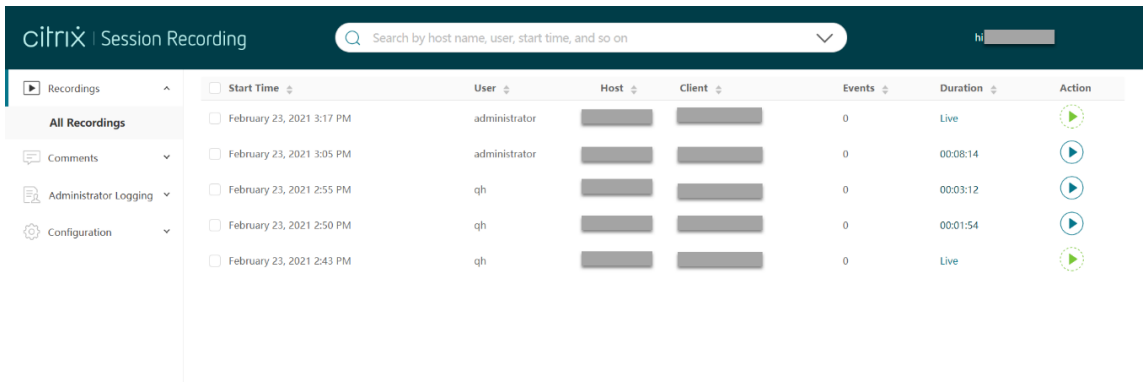 citrix | Session Recording
Search by host name, user, start time, and so on
hi
Recordings
All Recordings
Comments
Administrator Logging
Configuration
Start Time User Host Client Events Duration Action
February 23, 2021 3:17 PM administrator 0 Live
February 23, 2021 3:05 PM administrator 0 00:08:14
February 23, 2021 2:55 PM qh 0 00:03:12
February 23, 2021 2:50 PM qh 0 00:01:54
February 23, 2021 2:43 PM qh 0 Live